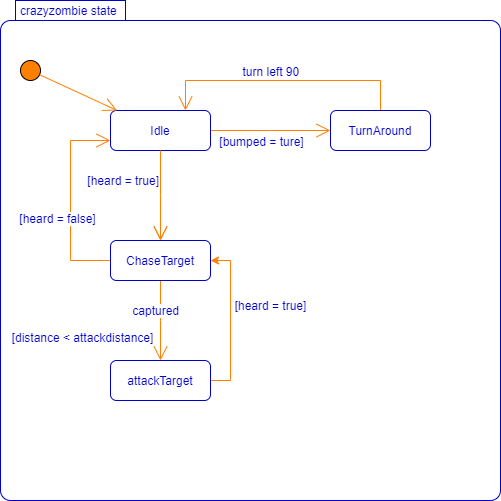 crazyzombie state
turn left 90
Idle
TurnAround
[bumped = ture]
[heard = true]
[heard = false]
ChaseTarget
captured
[heard = true]
[distance < attackdistance]
attackTarget